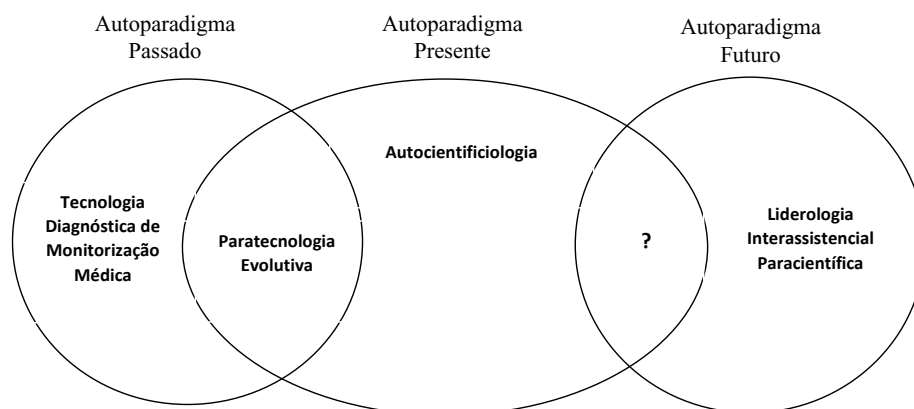 Autoparadigma
Passado
Autoparadigma
Presente
Autoparadigma
Futuro
Autocientificiologia
Tecnologia
Diagnóstica de
Monitorização
Médica
Paratecnologia
Evolutiva
?
Liderologia
Interassistencial
Paracientífica